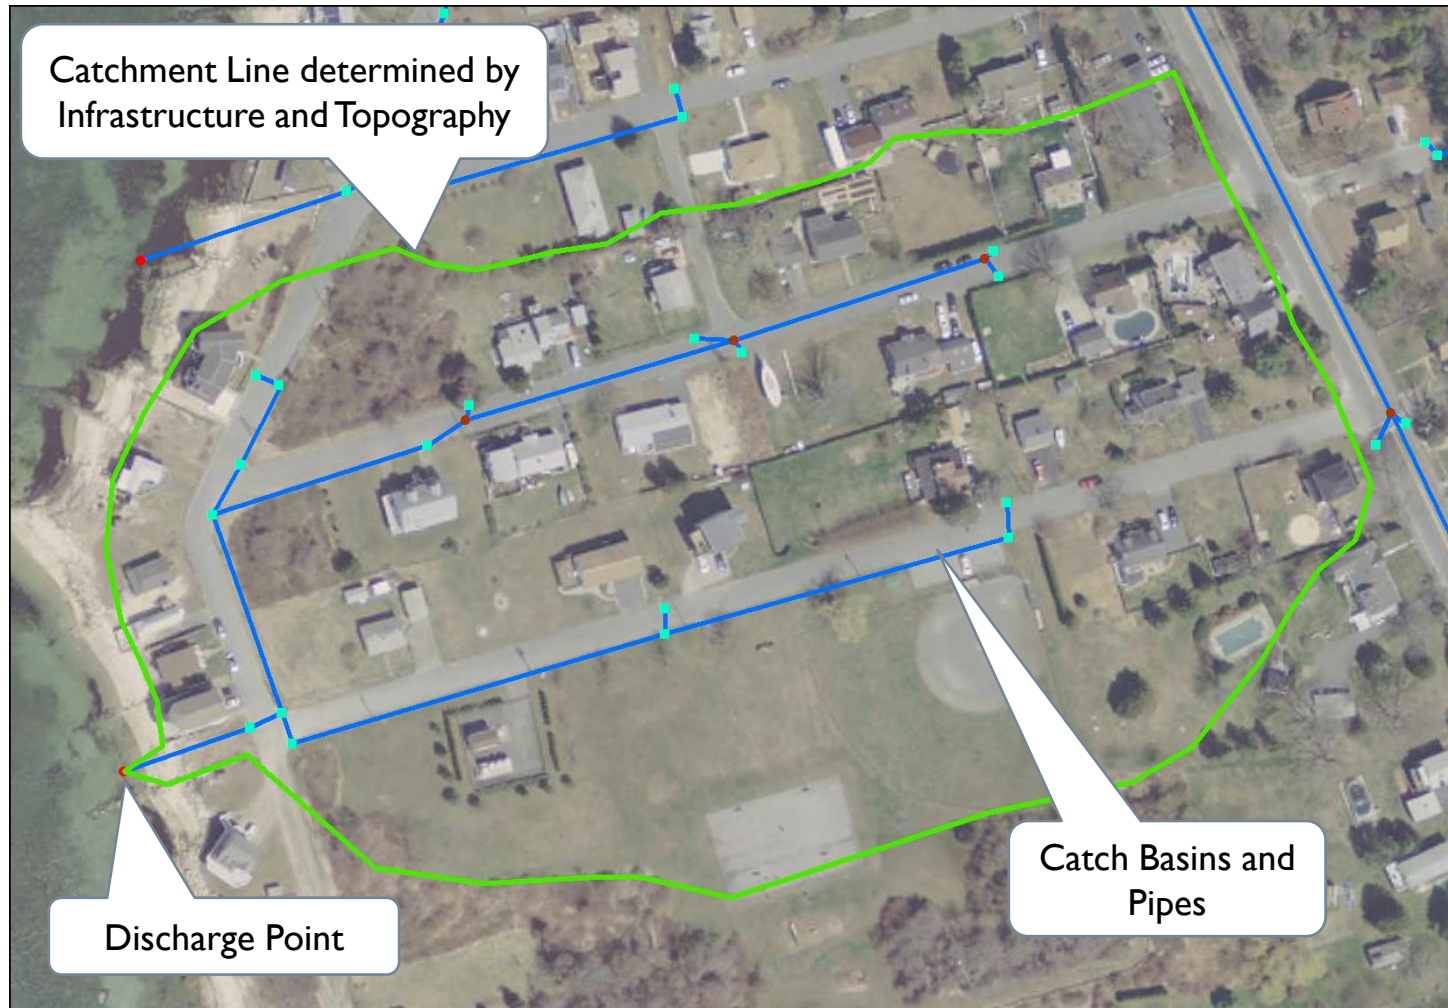 Catchment Line determined by
Infrastructure and Topography
Catch Basins and
Pipes
Discharge Point